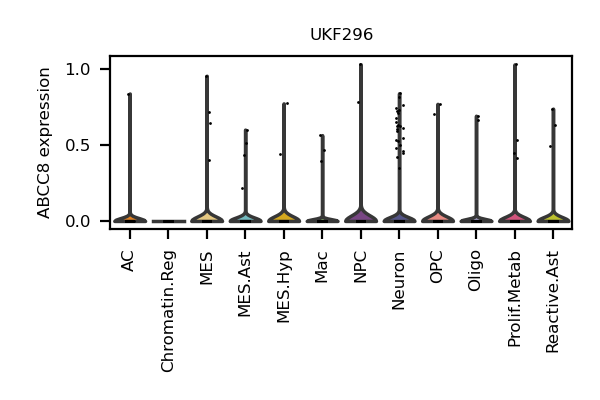 UKF296
ABCC8 expression
1.0
0.5
0.0
AC
Chromatin.Reg
MES
MES.Ast
MES.Hyp
Mac
NPC
Neuron
OPC
Oligo
Prolif.Metab
Reactive.Ast